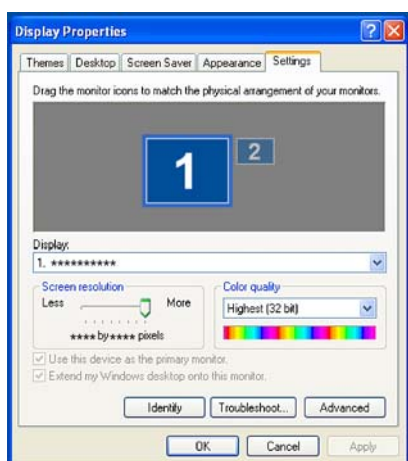 Display Properties
Themes Desktop Screen Saver Appearance Settings
Drag the monitor icons to match the physical arrangement of your monitors.
1 2
Display:
1. **********
Screen resolution
Less More
**** by **** pixels
Color quality
Highest (32 bit)
Use this device as the primary monitor.
Extend my Windows desktop onto this monitor.
Identify Troubleshoot... Advanced
OK Cancel Apply